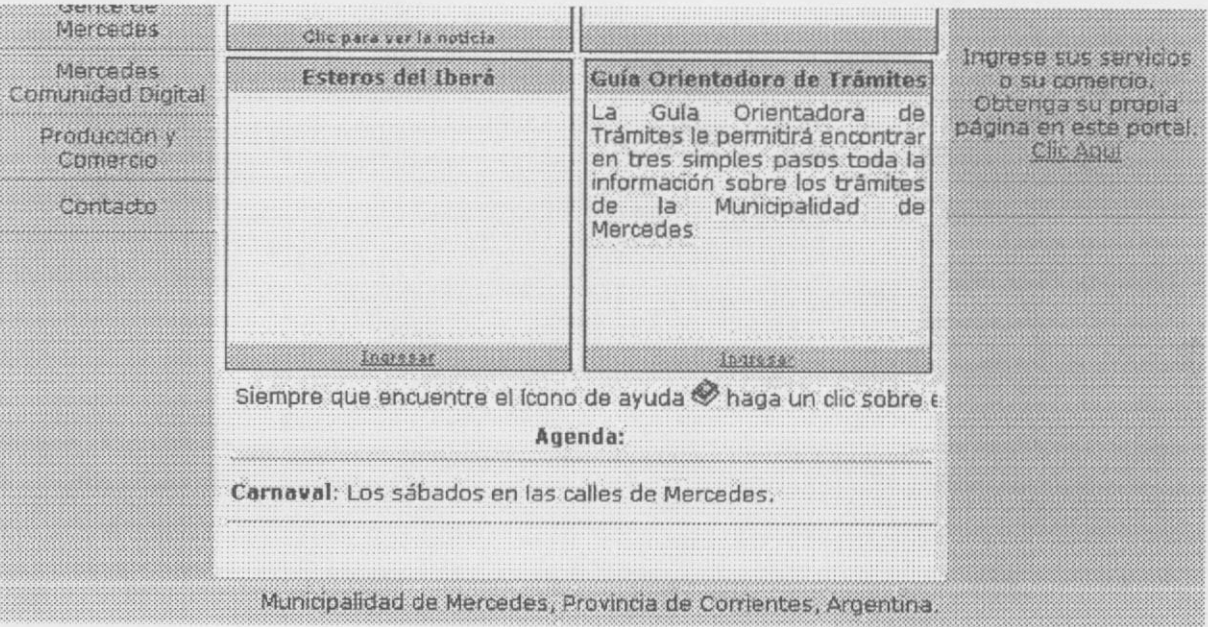 Gente de
Mercedes
Mercedes
Comunidad Digital
Producción y
Comercio
Contacto
Clic para ver la noticia
Esteros del Iberá
Ingresar
Guía Orientadora de Trámites
La Guía Orientadora de
Trámites le permitirá encontrar
en tres simples pasos toda la
información sobre los trámites
de la Municipalidad de
Mercedes
Ingresar
Siempre que encuentre el ícono de ayuda haga un clic sobre e
Agenda:
Carnaval: Los sábados en las calles de Mercedes.
Ingrese sus servicios
o su comercio.
Obtenga su propia
página en este portal.
Clic Aquí
Municipalidad de Mercedes, Provincia de Corrientes, Argentina.